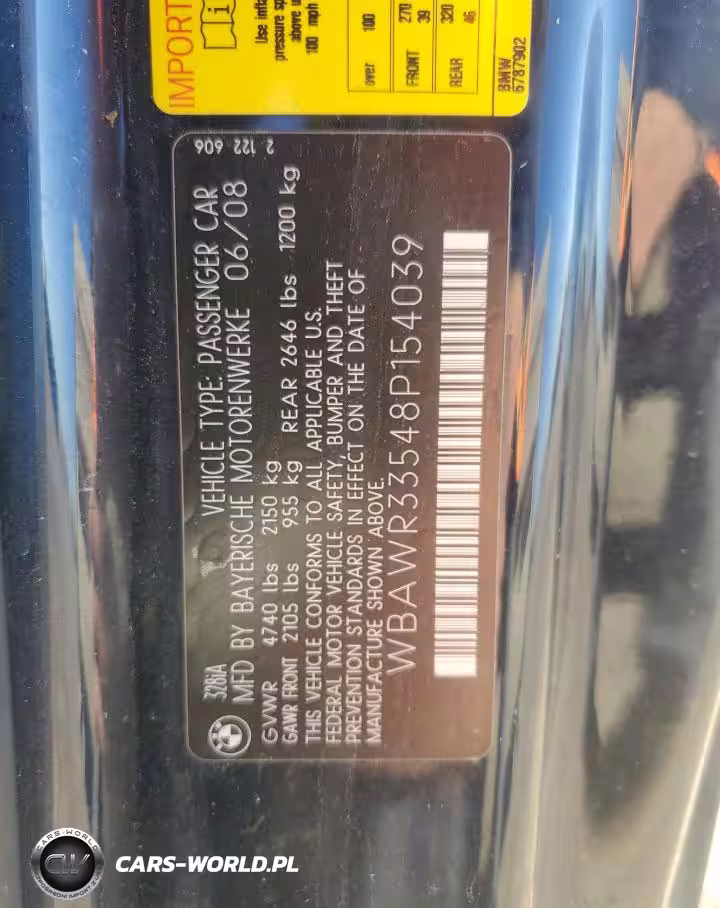 IMPORT
Use
pressure
above
100 mph
over 100
FRONT 270
39
REAR 320
46
BMW
6787902
2 122 606
328iA VEHICLE TYPE: PASSENGER CAR
MFD BY BAYERISCHE MOTORENWERKE 06/08
GVWR 4740 lbs 2150 kg
GAWR FRONT 2105 lbs 955 kg REAR 2646 lbs 1200 kg
THIS VEHICLE CONFORMS TO ALL APPLICABLE U.S.
FEDERAL MOTOR VEHICLE SAFETY, BUMPER AND THEFT
PREVENTION STANDARDS IN EFFECT ON THE DATE OF
MANUFACTURE SHOWN ABOVE.
WBAWR33548P154039
CARS-WORLD
CW
CARS-WORLD.PL